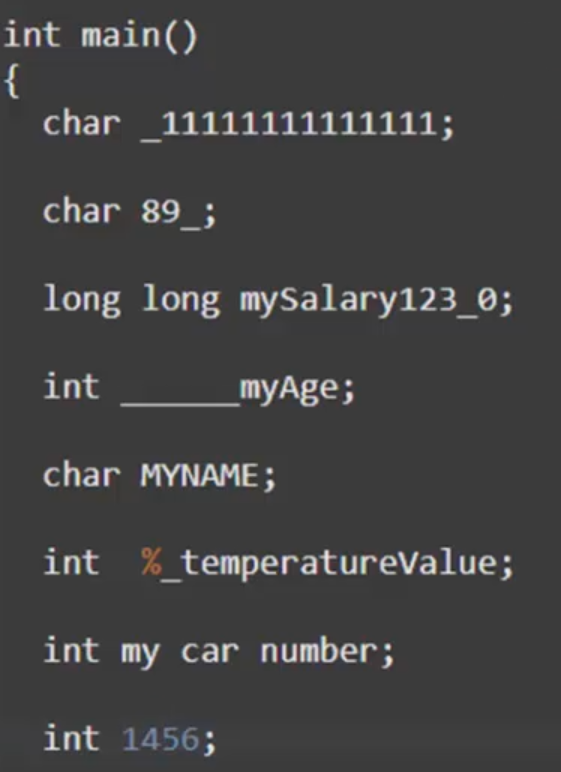 int main()
{
char _11111111111111;
char 89_;
long long mySalary123_0;
int ______myAge;
char MYNAME;
int  %_temperatureValue;
int my car number;
int 1456;